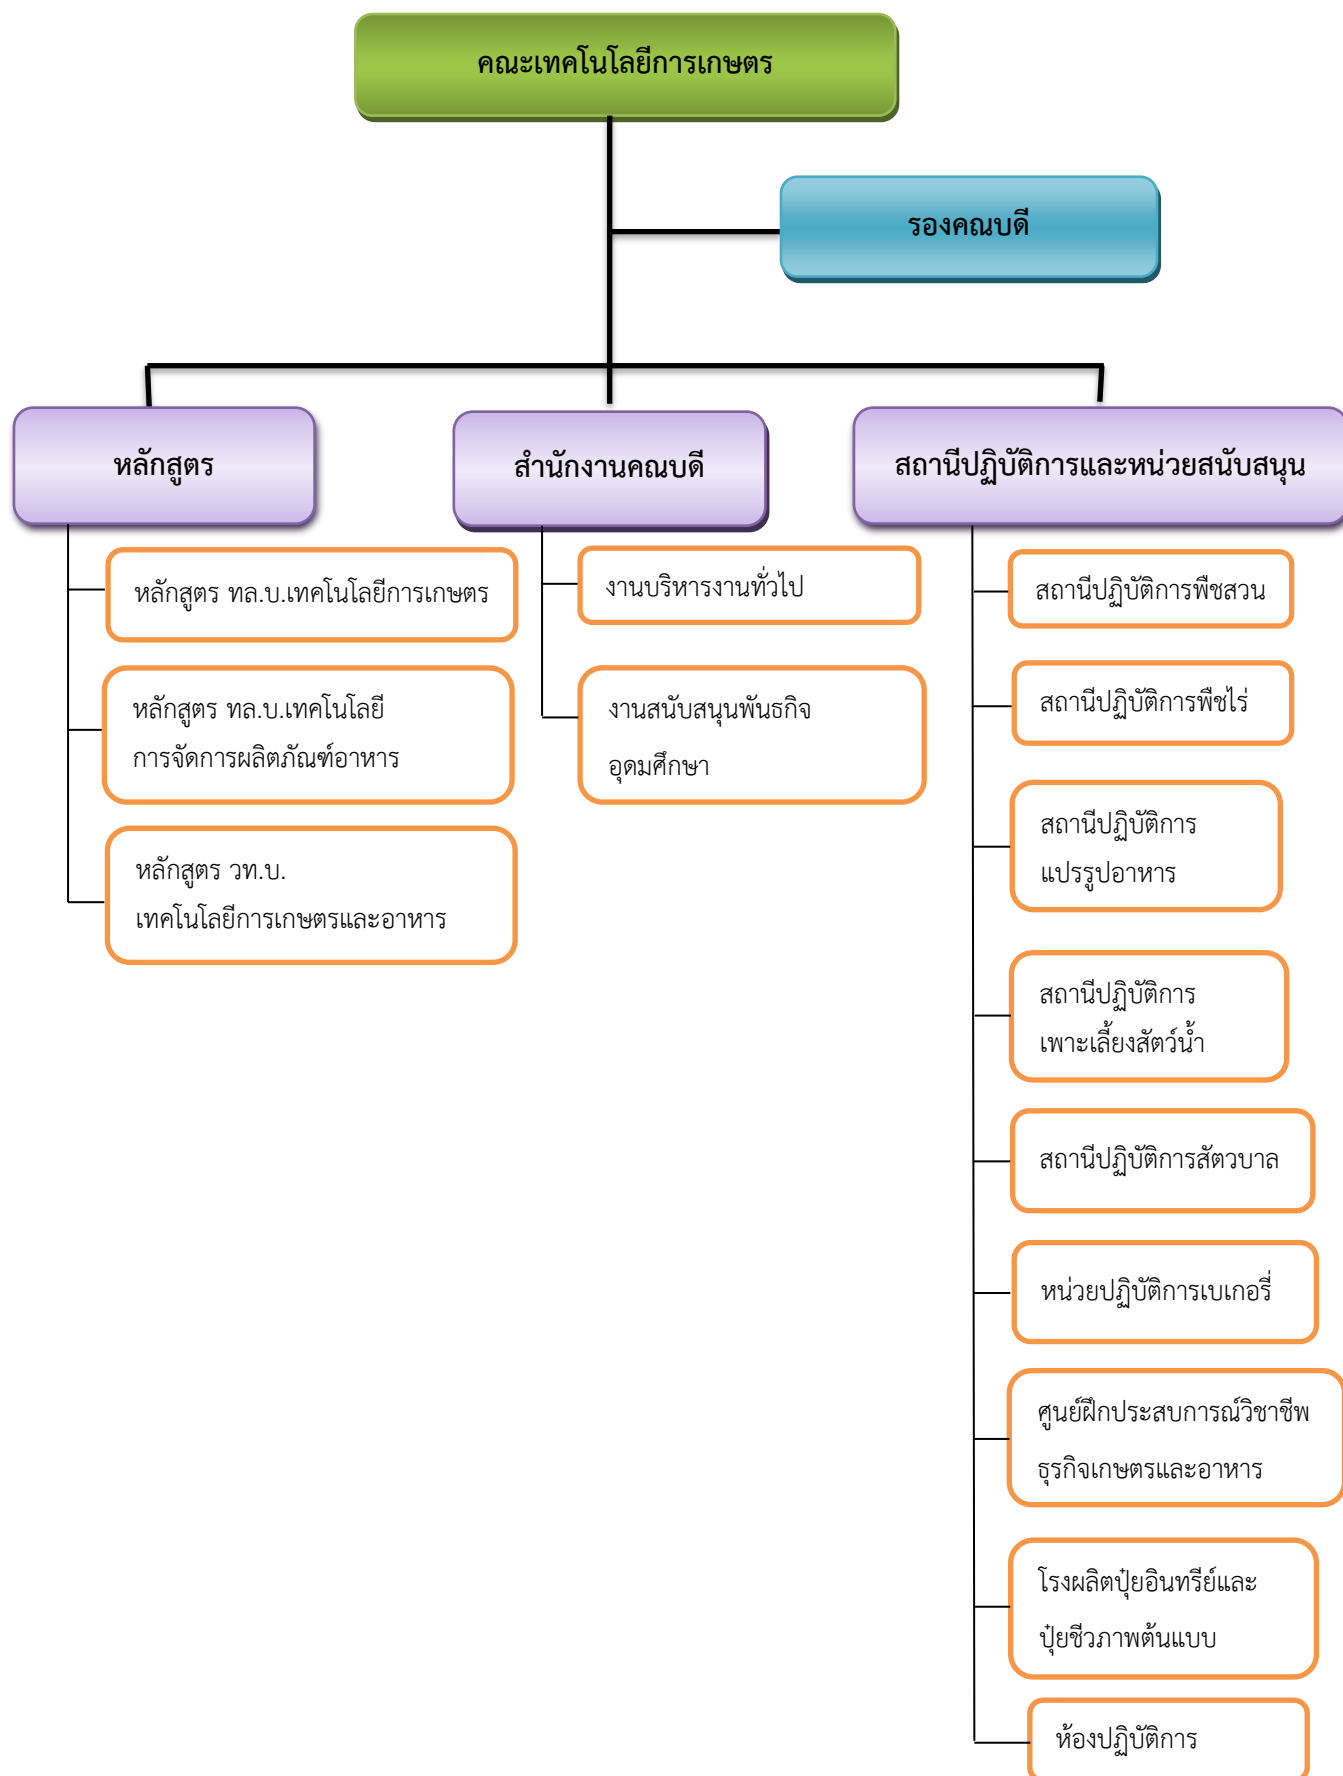 คณะเทคโนโลยีการเกษตร
รองคณบดี
หลักสูตร
สำนักงานคณบดี
สถานีปฏิบัติการและหน่วยสนับสนุน
หลักสูตร ทล.บ.เทคโนโลยีการเกษตร
หลักสูตร ทล.บ.เทคโนโลยี
การจัดการผลิตภัณฑ์อาหาร
หลักสูตร วท.บ.
เทคโนโลยีการเกษตรและอาหาร
งานบริหารงานทั่วไป
งานสนับสนุนพันธกิจ
อุดมศึกษา
สถานีปฏิบัติการพืชสวน
สถานีปฏิบัติการพืชไร่
สถานีปฏิบัติการ
แปรรูปอาหาร
สถานีปฏิบัติการ
เพาะเลี้ยงสัตว์น้ำ
สถานีปฏิบัติการสัตวบาล
หน่วยปฏิบัติการเบเกอรี่
ศูนย์ฝึกประสบการณ์วิชาชีพ
ธุรกิจเกษตรและอาหาร
โรงผลิตปุ๋ยอินทรีย์และ
ปุ๋ยชีวภาพต้นแบบ
ห้องปฏิบัติการ